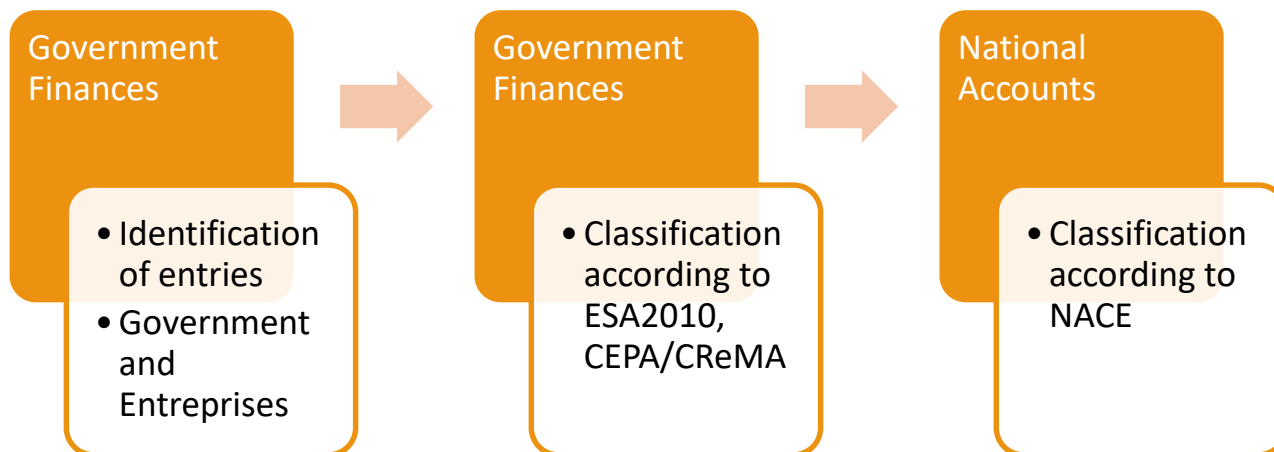 Government
Finances
• Identification
of entries
• Government
and
Entreprises
Government
Finances
• Classification
according to
ESA2010,
CEPA/CReMA
National
Accounts
• Classification
according to
NACE